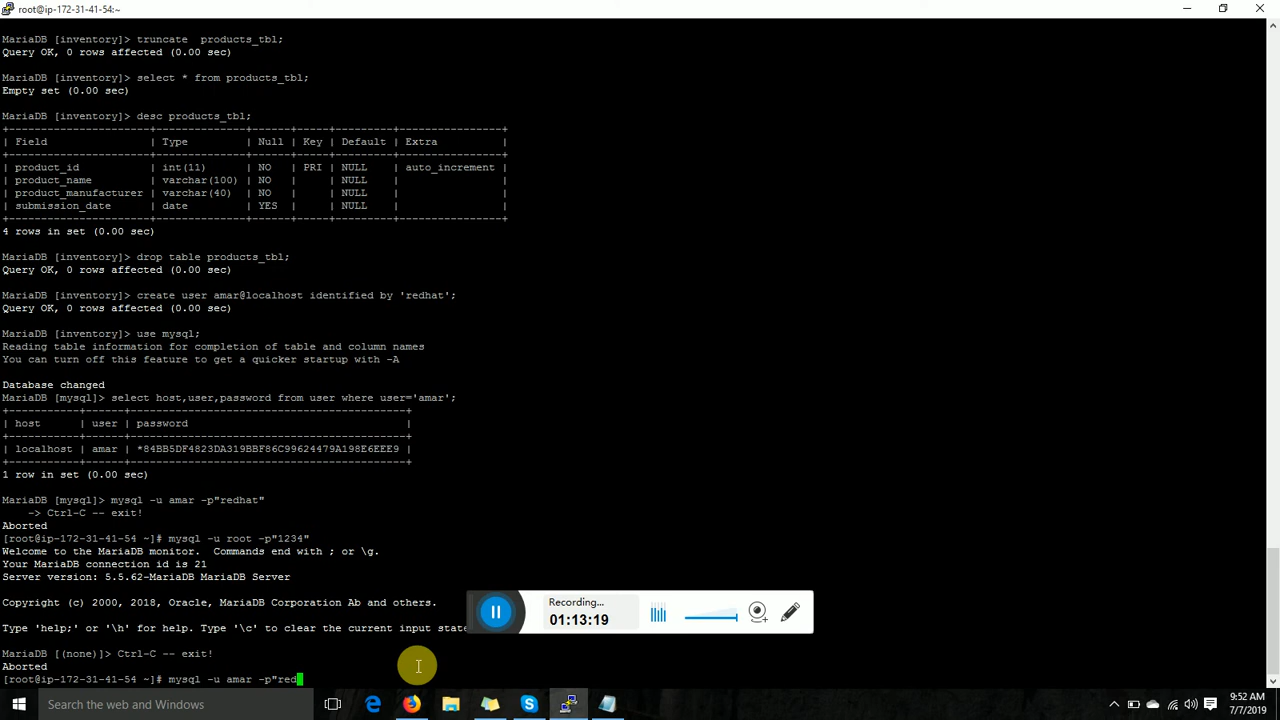 root@ip-172-31-41-54:~
MariaDB [inventory]> truncate  products_tbl;
Query OK, 0 rows affected (0.00 sec)
MariaDB [inventory]> select * from products_tbl;
Empty set (0.00 sec)
MariaDB [inventory]> desc products_tbl;
+----------------------+--------------+------+-----+---------+----------------+
| Field                | Type         | Null | Key | Default | Extra          |
+----------------------+--------------+------+-----+---------+----------------+
| product_id           | int(11)      | NO   | PRI | NULL    | auto_increment |
| product_name         | varchar(100) | NO   |     | NULL    |                |
| product_manufacturer | varchar(40)  | NO   |     | NULL    |                |
| submission_date      | date         | YES  |     | NULL    |                |
+----------------------+--------------+------+-----+---------+----------------+
4 rows in set (0.00 sec)
MariaDB [inventory]> drop table products_tbl;
Query OK, 0 rows affected (0.00 sec)
MariaDB [inventory]> create user amar@localhost identified by 'redhat';
Query OK, 0 rows affected (0.00 sec)
MariaDB [inventory]> use mysql;
Reading table information for completion of table and column names
You can turn off this feature to get a quicker startup with -A
Database changed
MariaDB [mysql]> select host,user,password from user where user='amar';
+-----------+------+-------------------------------------------+
| host      | user | password                                  |
+-----------+------+-------------------------------------------+
| localhost | amar | *84BB5DF4823DA319BBF86C99624479A198E6EEE9 |
+-----------+------+-------------------------------------------+
1 row in set (0.00 sec)
MariaDB [mysql]> mysql -u amar -p"redhat"
    -> Ctrl-C -- exit!
Aborted
[root@ip-172-31-41-54 ~]# mysql -u root -p"1234"
Welcome to the MariaDB monitor.  Commands end with ; or \g.
Your MariaDB connection id is 21
Server version: 5.5.62-MariaDB MariaDB Server
Copyright (c) 2000, 2018, Oracle, MariaDB Corporation Ab and others.
Type 'help;' or '\h' for help. Type '\c' to clear the current input state
MariaDB [(none)]> Ctrl-C -- exit!
Aborted
[root@ip-172-31-41-54 ~]# mysql -u amar -p"red
Recording...
01:13:19
Search the web and Windows
9:52 AM
7/7/2019